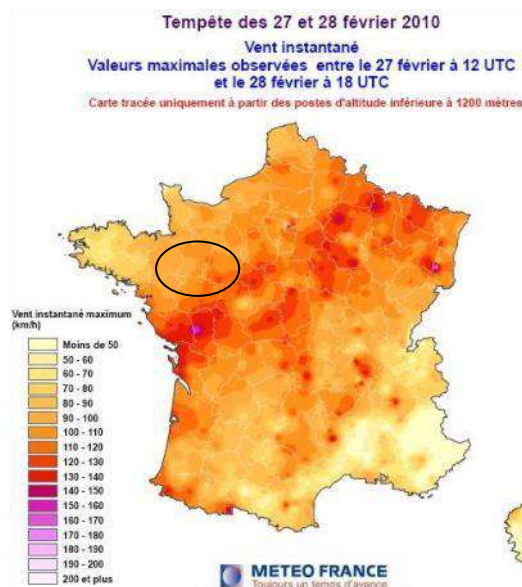 Tempête des 27 et 28 février 2010
Vent instantané
Valeurs maximales observées entre le 27 février à 12 UTC
et le 28 février à 18 UTC
Carte tracée uniquement à partir des postes d'altitude inférieure à 1200 mètres
Vent instantané maximum
(km/h)
Moins de 50
50 - 60
60 - 70
70 - 80
80 - 90
90 - 100
100 - 110
110 - 120
120 - 130
130 - 140
140 - 150
150 - 160
160 - 170
170 - 180
180 - 190
190 - 200
200 et plus
METEO FRANCE
Toujours un temps d'avance